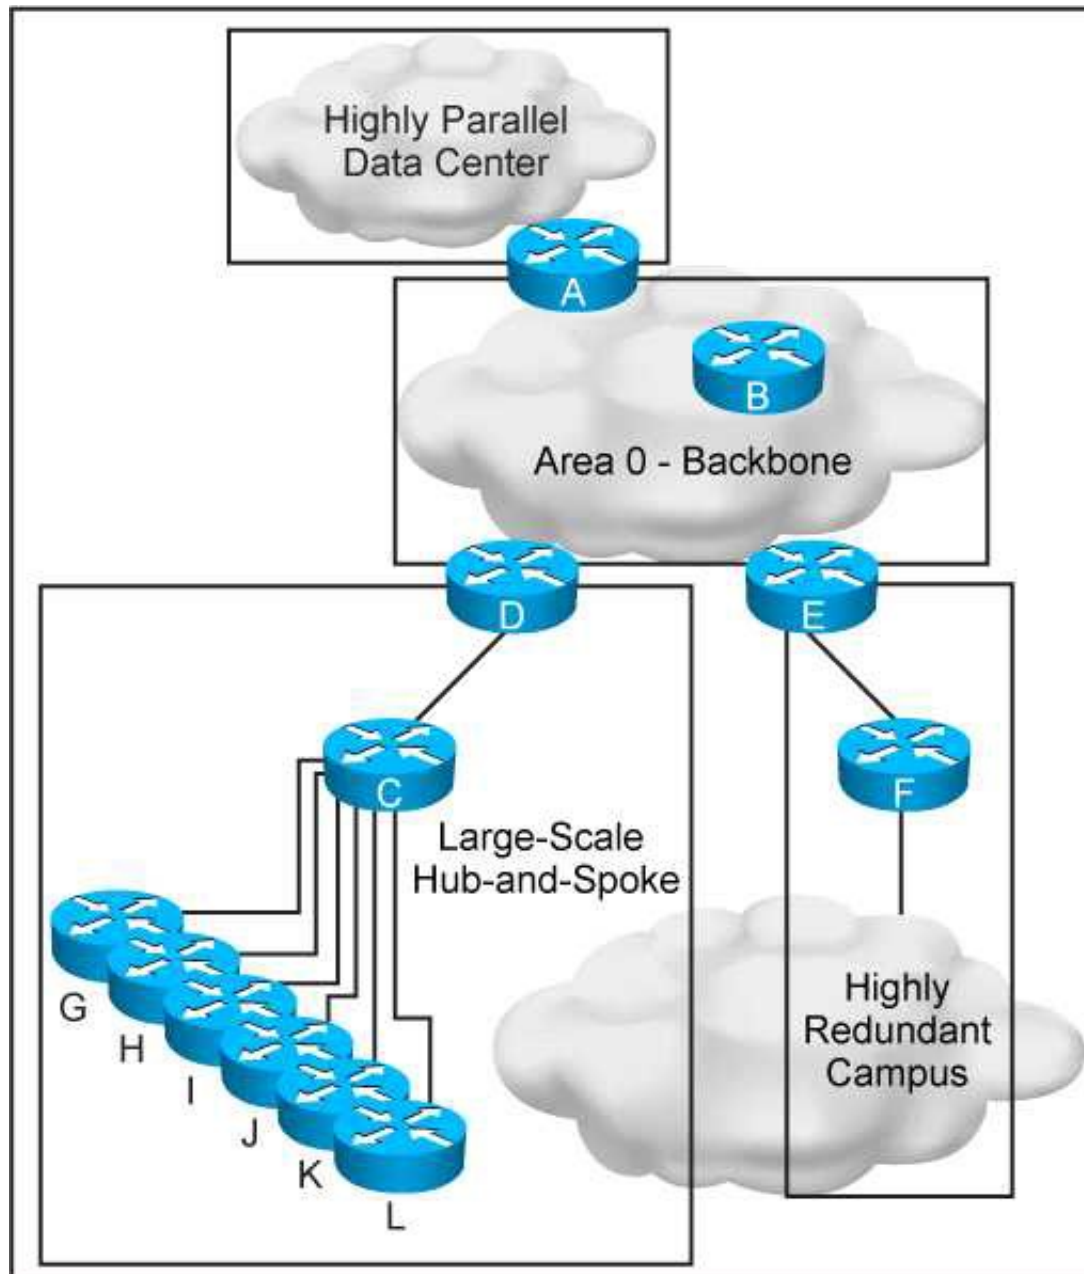 Highly Parallel
Data Center
A
B
Area 0 - Backbone
D
E
C
F
Large-Scale
Hub-and-Spoke
G
H
I
J
K
L
Highly
Redundant
Campus